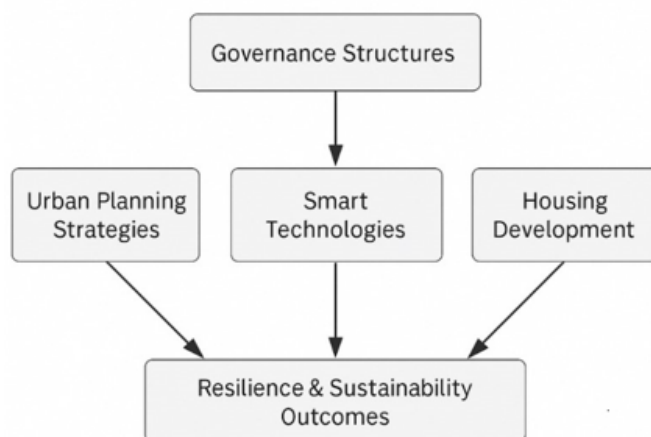 Governance Structures
Urban Planning
Strategies
Smart
Technologies
Housing
Development
Resilience & Sustainability
Outcomes